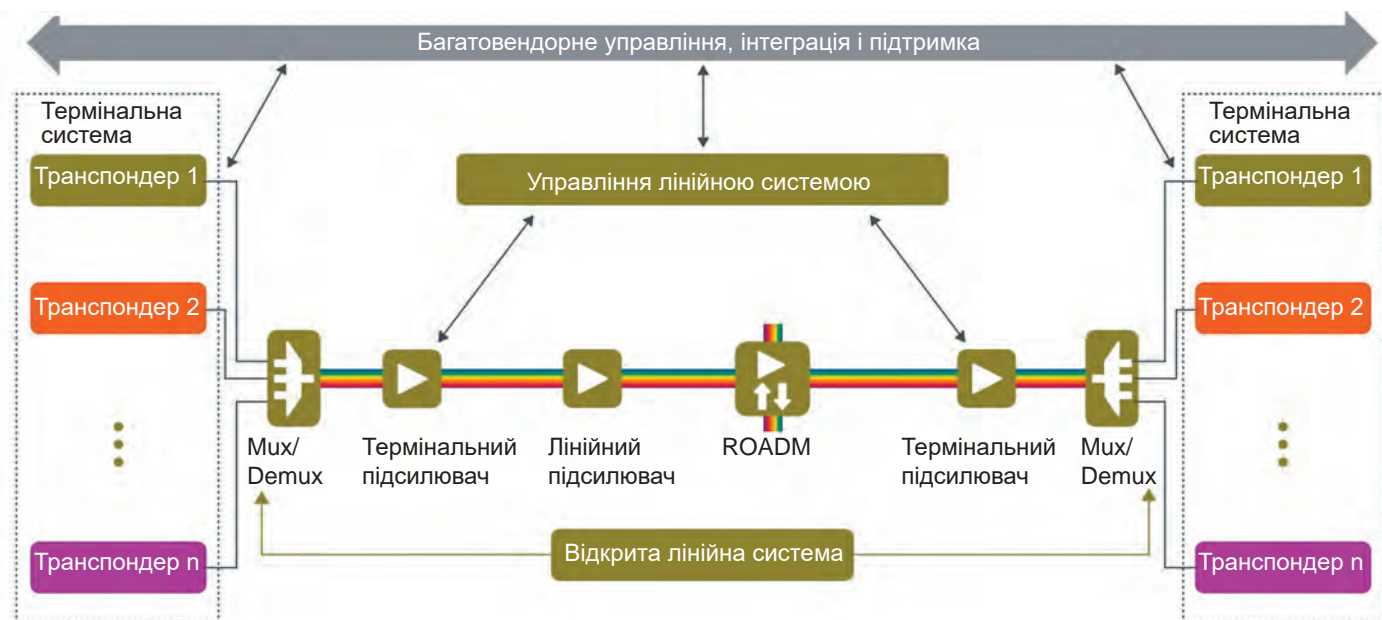 Багатовендорне управління, інтеграція і підтримка
Термінальна
система
Транспондер 1
Транспондер 2
Транспондер n
Управління лінійною системою
Mux/
Demux
Термінальний
підсилювач
Лінійний
підсилювач
ROADM
Термінальний
підсилювач
Mux/
Demux
Відкрита лінійна система
Термінальна
система
Транспондер 1
Транспондер 2
Транспондер n